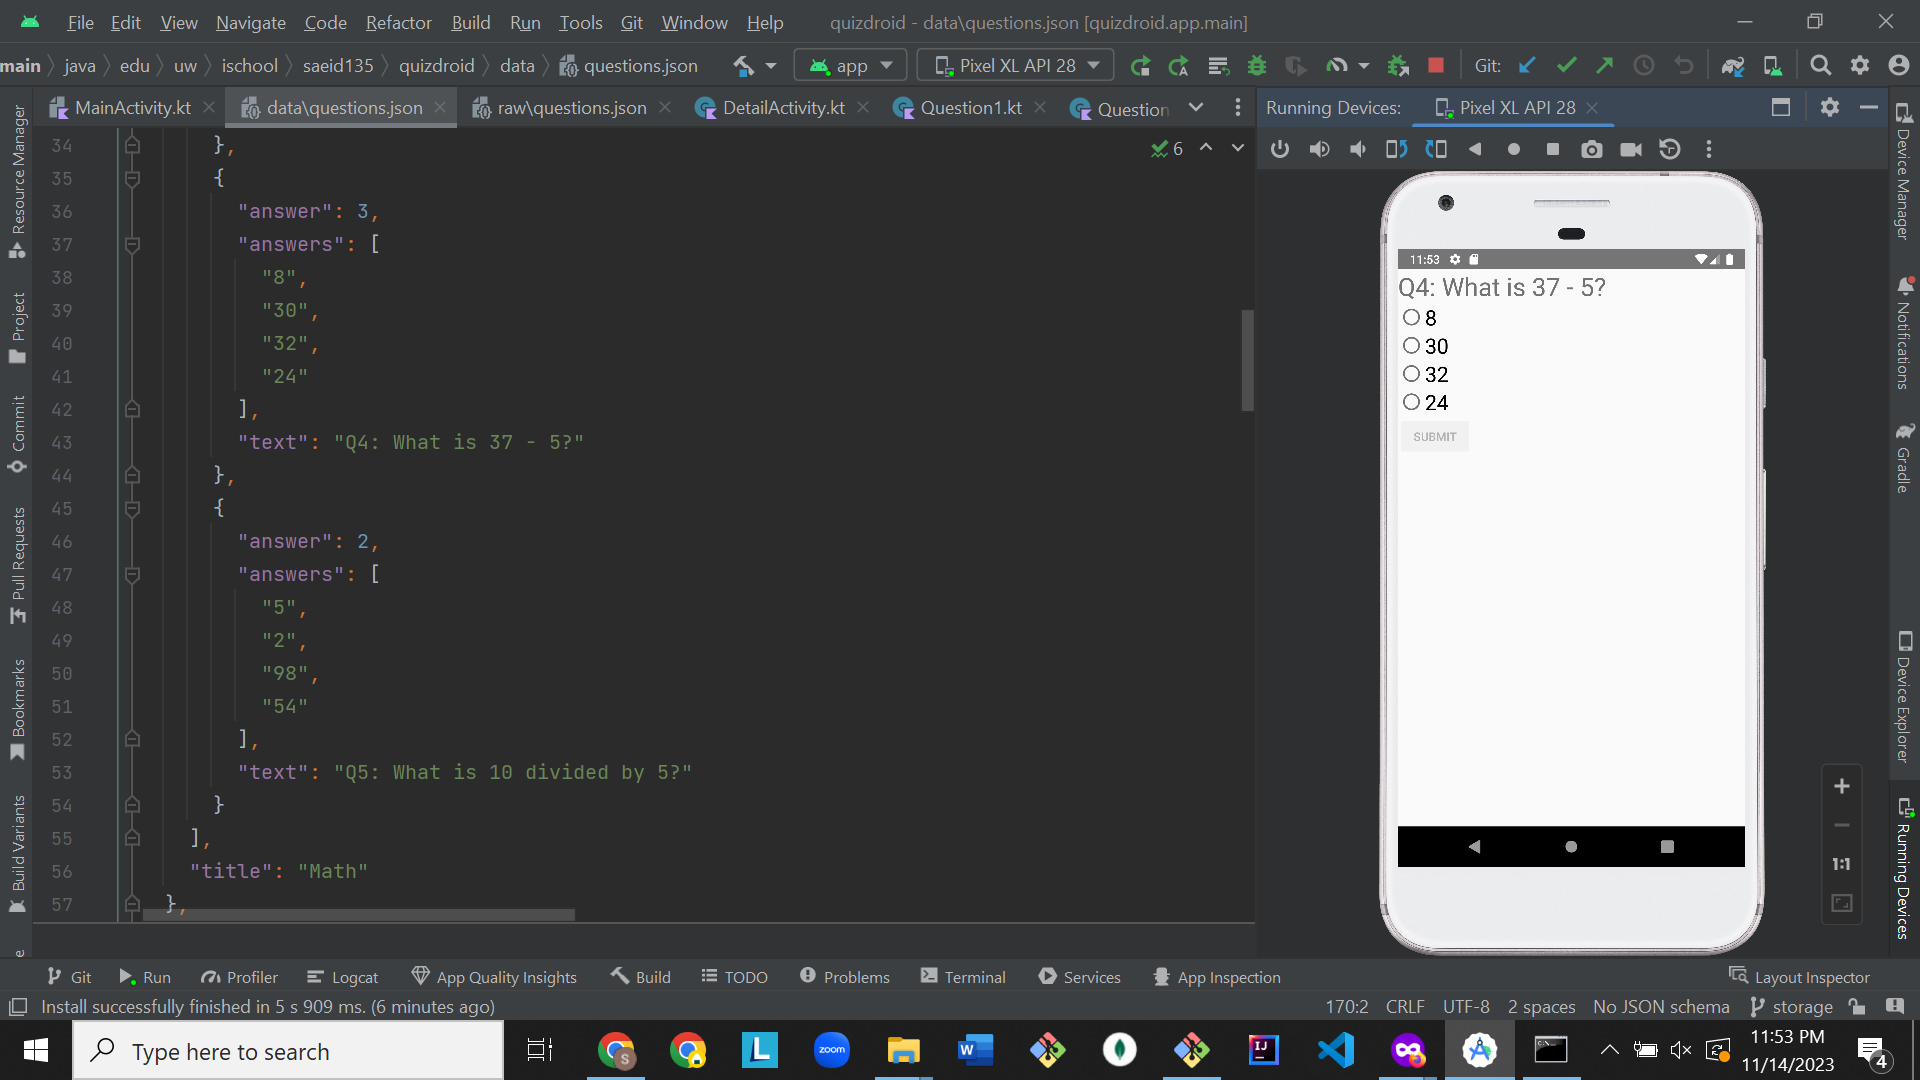 File Edit View Navigate Code Refactor Build Run Tools Git Window Help quizdroid - data\questions.json [quizdroid.app.main]
main java edu uw ischool saeid135 quizdroid data questions.json app Pixel XL API 28 Git:
MainActivity.kt data\questions.json raw\questions.json DetailActivity.kt Question1.kt Question Running Devices: Pixel XL API 28
6
34 },
35 {
36 "answer": 3,
37 "answers": [
38 "8",
39 "30",
40 "32",
41 "24"
42 ],
43 "text": "Q4: What is 37 - 5?"
44 },
45 {
46 "answer": 2,
47 "answers": [
48 "5",
49 "2",
50 "98",
51 "54"
52 ],
53 "text": "Q5: What is 10 divided by 5?"
54 }
55 ],
56 "title": "Math"
57 },
Resource Manager
Project
Commit
Pull Requests
Bookmarks
Build Variants
11:53
Q4: What is 37 - 5?
8
30
32
24
SUBMIT
1:1
Device Manager
Notifications
Gradle
Device Explorer
Running Devices
Git Run Profiler Logcat App Quality Insights Build TODO Problems Terminal Services App Inspection Layout Inspector
Install successfully finished in 5 s 909 ms. (6 minutes ago) 170:2 CRLF UTF-8 2 spaces No JSON schema storage
Type here to search S L zoom W IJ 11:53 PM
11/14/2023 4